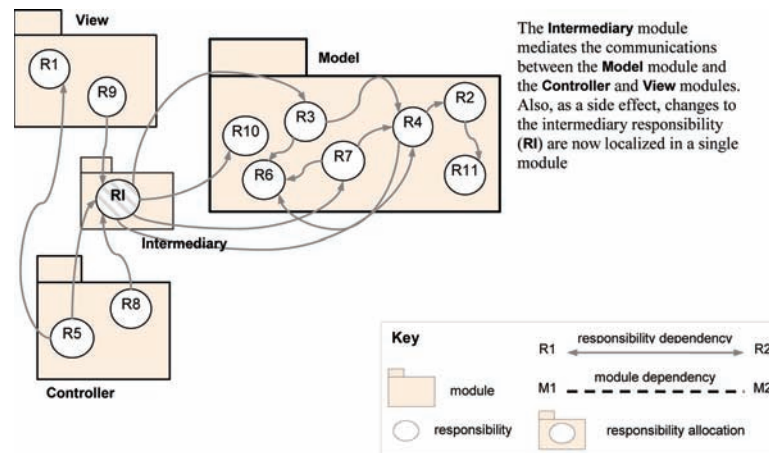 View
R1
R9
Model
R3
R10
R4
R2
R7
R6
R11
RI
Intermediary
R8
R5
Controller
The Intermediary module
mediates the communications
between the Model module and
the Controller and View modules.
Also, as a side effect, changes to
the intermediary responsibility
(RI) are now localized in a single
module
Key
R1 responsibility dependency R2
module
M1 module dependency M2
responsibility
responsibility allocation